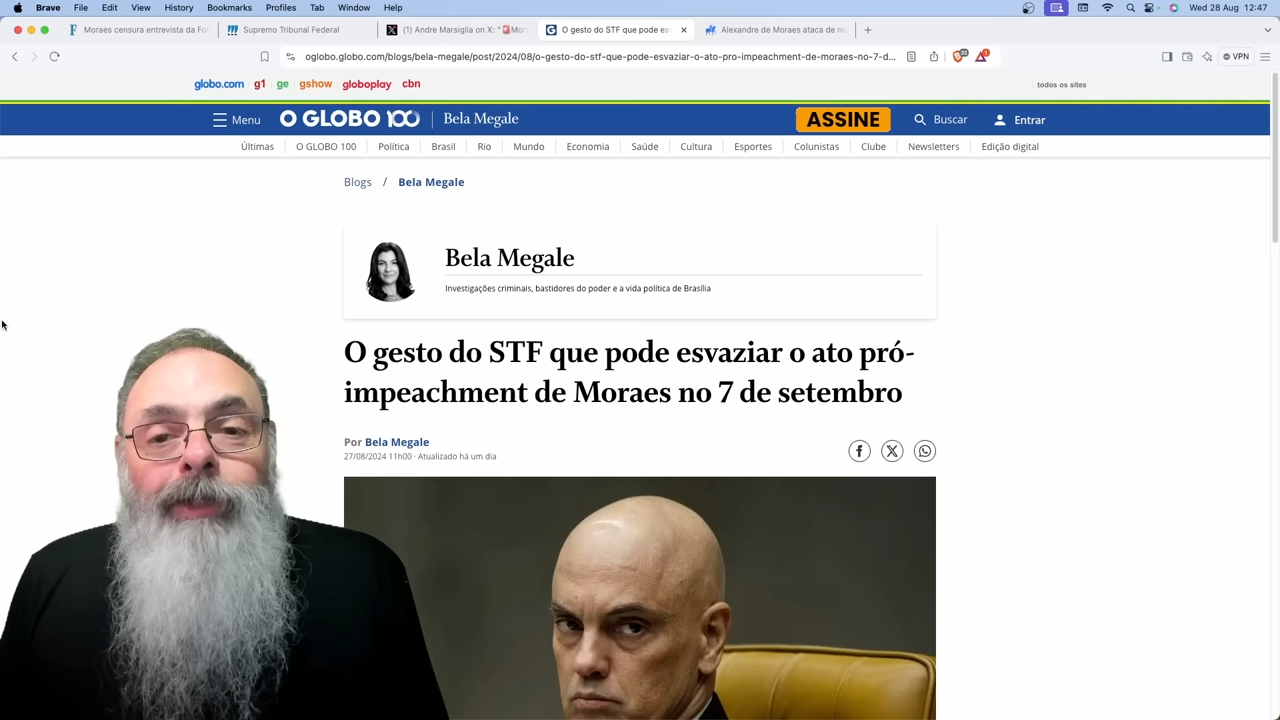 Brave File Edit View History Bookmarks Profiles Tab Window Help
Wed 28 Aug 12:47
Moraes censura entrevista da Fol
Supremo Tribunal Federal
(1) Andre Marsiglia on X: "🚨Mora
O gesto do STF que pode es
Alexandre de Moraes ataca de no
oglobo.globo.com/blogs/bela-megale/post/2024/08/o-gesto-do-stf-que-pode-esvaziar-o-ato-pro-impeachment-de-moraes-no-7-d...
VPN
globo.com g1 ge gshow globoplay cbn
todos os sites
Menu
O GLOBO 100
Bela Megale
ASSINE
Buscar
Entrar
Últimas O GLOBO 100 Política Brasil Rio Mundo Economia Saúde Cultura Esportes Colunistas Clube Newsletters Edição digital
Blogs / Bela Megale
Bela Megale
Investigações criminais, bastidores do poder e a vida política de Brasília
O gesto do STF que pode esvaziar o ato pró-
impeachment de Moraes no 7 de setembro
Por Bela Megale
27/08/2024 11h00 · Atualizado há um dia